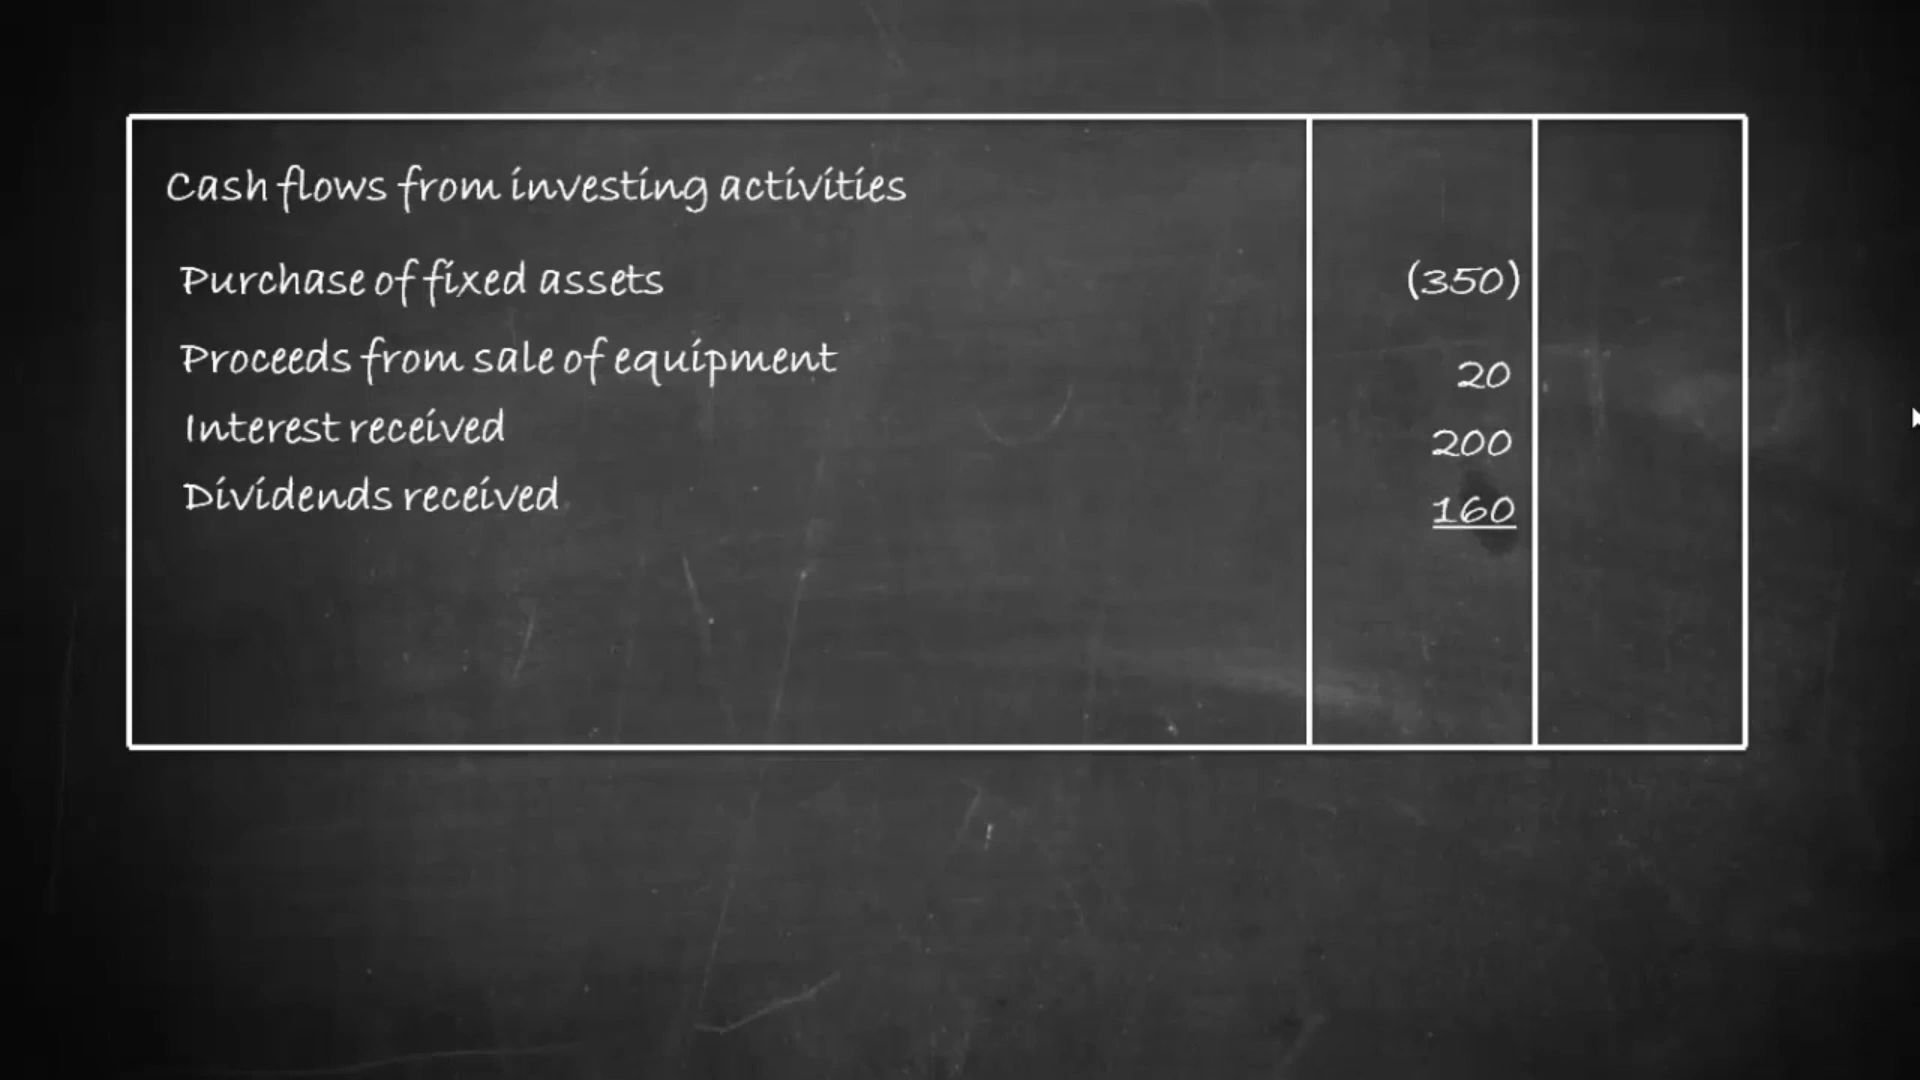 Cash flows from investing activities
Purchase of fixed assets (350)
Proceeds from sale of equipment 20
Interest received 200
Dividends received 160